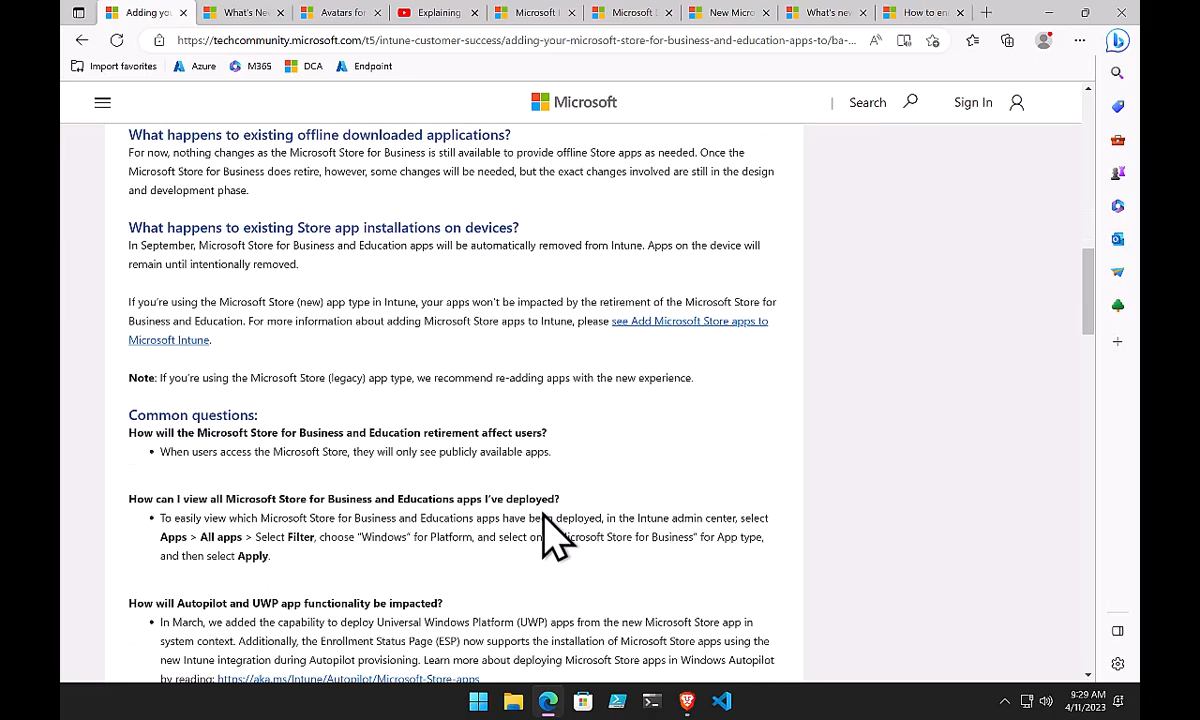 Adding yo
What's Ne
Avatars for
Explaining
Microsoft I
Microsoft
New Micro
What's new
How to en
https://techcommunity.microsoft.com/t5/intune-customer-success/adding-your-microsoft-store-for-business-and-education-apps-to/ba-...
Import favorites
Azure
M365
DCA
Endpoint
Microsoft
Search
Sign In
What happens to existing offline downloaded applications?
For now, nothing changes as the Microsoft Store for Business is still available to provide offline Store apps as needed. Once the
Microsoft Store for Business does retire, however, some changes will be needed, but the exact changes involved are still in the design
and development phase.
What happens to existing Store app installations on devices?
In September, Microsoft Store for Business and Education apps will be automatically removed from Intune. Apps on the device will
remain until intentionally removed.
If you're using the Microsoft Store (new) app type in Intune, your apps won't be impacted by the retirement of the Microsoft Store for
Business and Education. For more information about adding Microsoft Store apps to Intune, please see Add Microsoft Store apps to
Microsoft Intune.
Note: If you're using the Microsoft Store (legacy) app type, we recommend re-adding apps with the new experience.
Common questions:
How will the Microsoft Store for Business and Education retirement affect users?
• When users access the Microsoft Store, they will only see publicly available apps.
How can I view all Microsoft Store for Business and Educations apps I've deployed?
• To easily view which Microsoft Store for Business and Educations apps have been deployed, in the Intune admin center, select
Apps > All apps > Select Filter, choose "Windows" for Platform, and select on Microsoft Store for Business" for App type,
and then select Apply.
How will Autopilot and UWP app functionality be impacted?
• In March, we added the capability to deploy Universal Windows Platform (UWP) apps from the new Microsoft Store app in
system context. Additionally, the Enrollment Status Page (ESP) now supports the installation of Microsoft Store apps using the
new Intune integration during Autopilot provisioning. Learn more about deploying Microsoft Store apps in Windows Autopilot
by reading: https://aka.ms/Intune/Autopilot/Microsoft-Store-apps
9:29 AM
4/11/2023